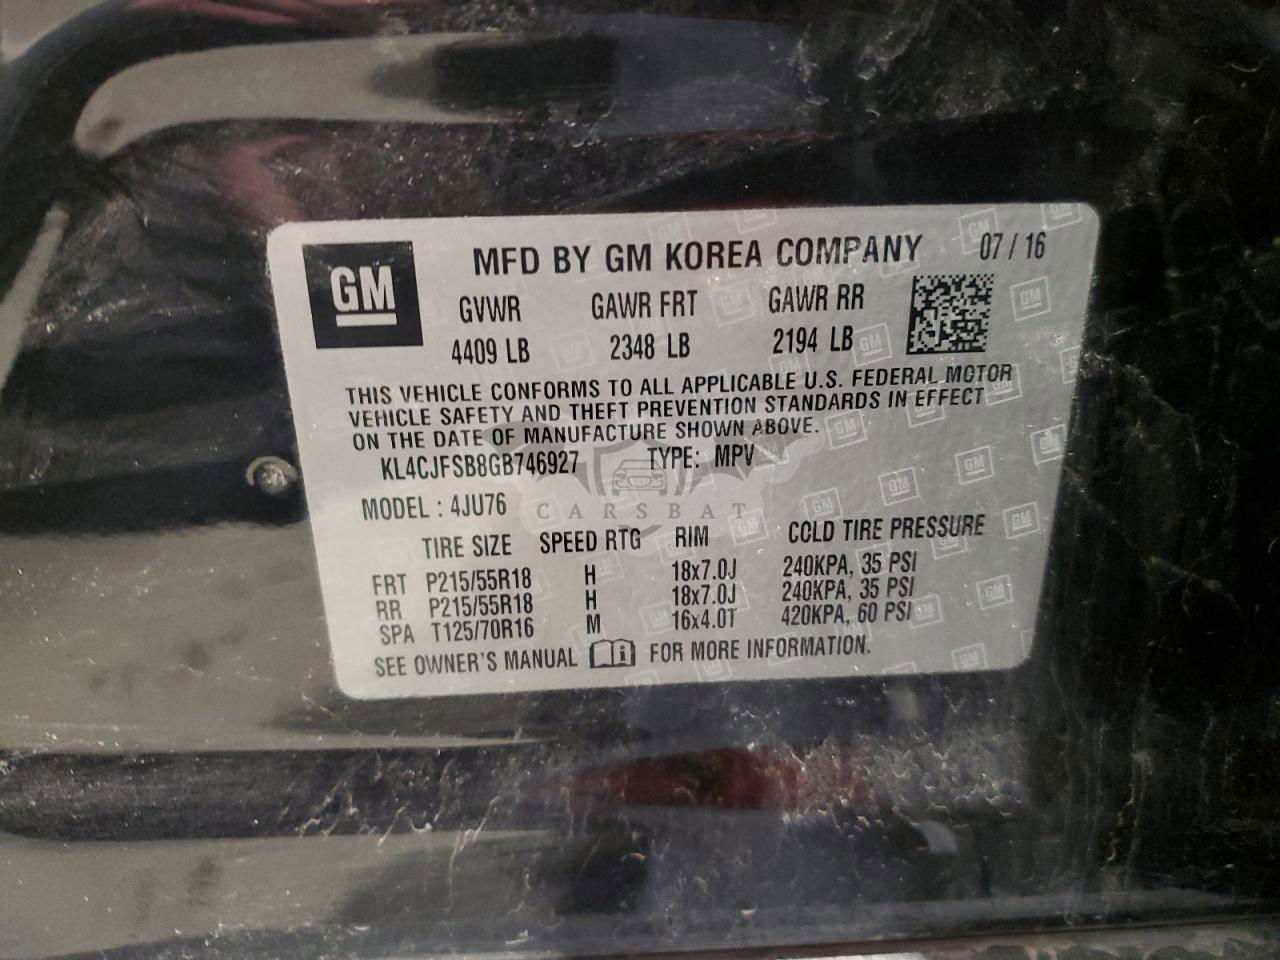 GM
MFD BY GM KOREA COMPANY 07 / 16
GVWR GAWR FRT GAWR RR
4409 LB 2348 LB 2194 LB
THIS VEHICLE CONFORMS TO ALL APPLICABLE U.S. FEDERAL MOTOR
VEHICLE SAFETY AND THEFT PREVENTION STANDARDS IN EFFECT
ON THE DATE OF MANUFACTURE SHOWN ABOVE.
KL4CJFSB8GB746927 TYPE: MPV
MODEL : 4JU76
CARSBAT
TIRE SIZE SPEED RTG RIM COLD TIRE PRESSURE
FRT P215/55R18 H 18x7.0J 240KPA, 35 PSI
RR P215/55R18 H 18x7.0J 240KPA, 35 PSI
SPA T125/70R16 M 16x4.0T 420KPA, 60 PSI
SEE OWNER'S MANUAL FOR MORE INFORMATION.